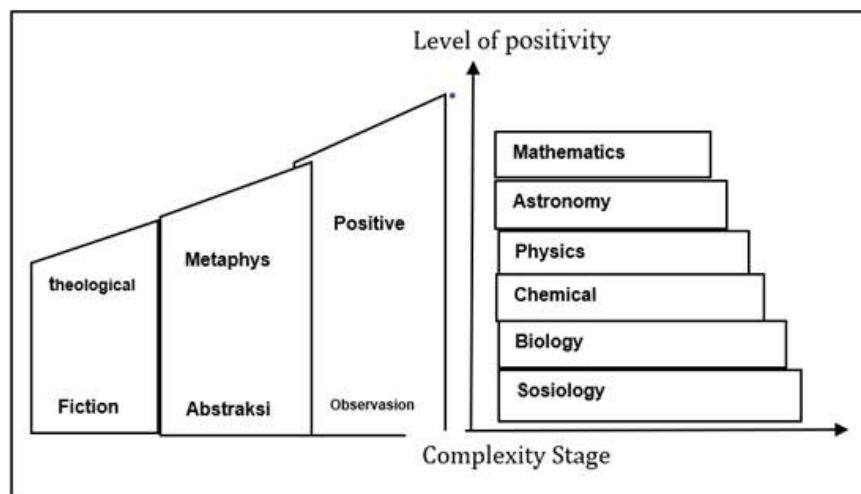 Level of positivity
theological
Fiction
Metaphys
Abstraksi
Positive
Observasion
Mathematics
Astronomy
Physics
Chemical
Biology
Sosiology
Complexity Stage